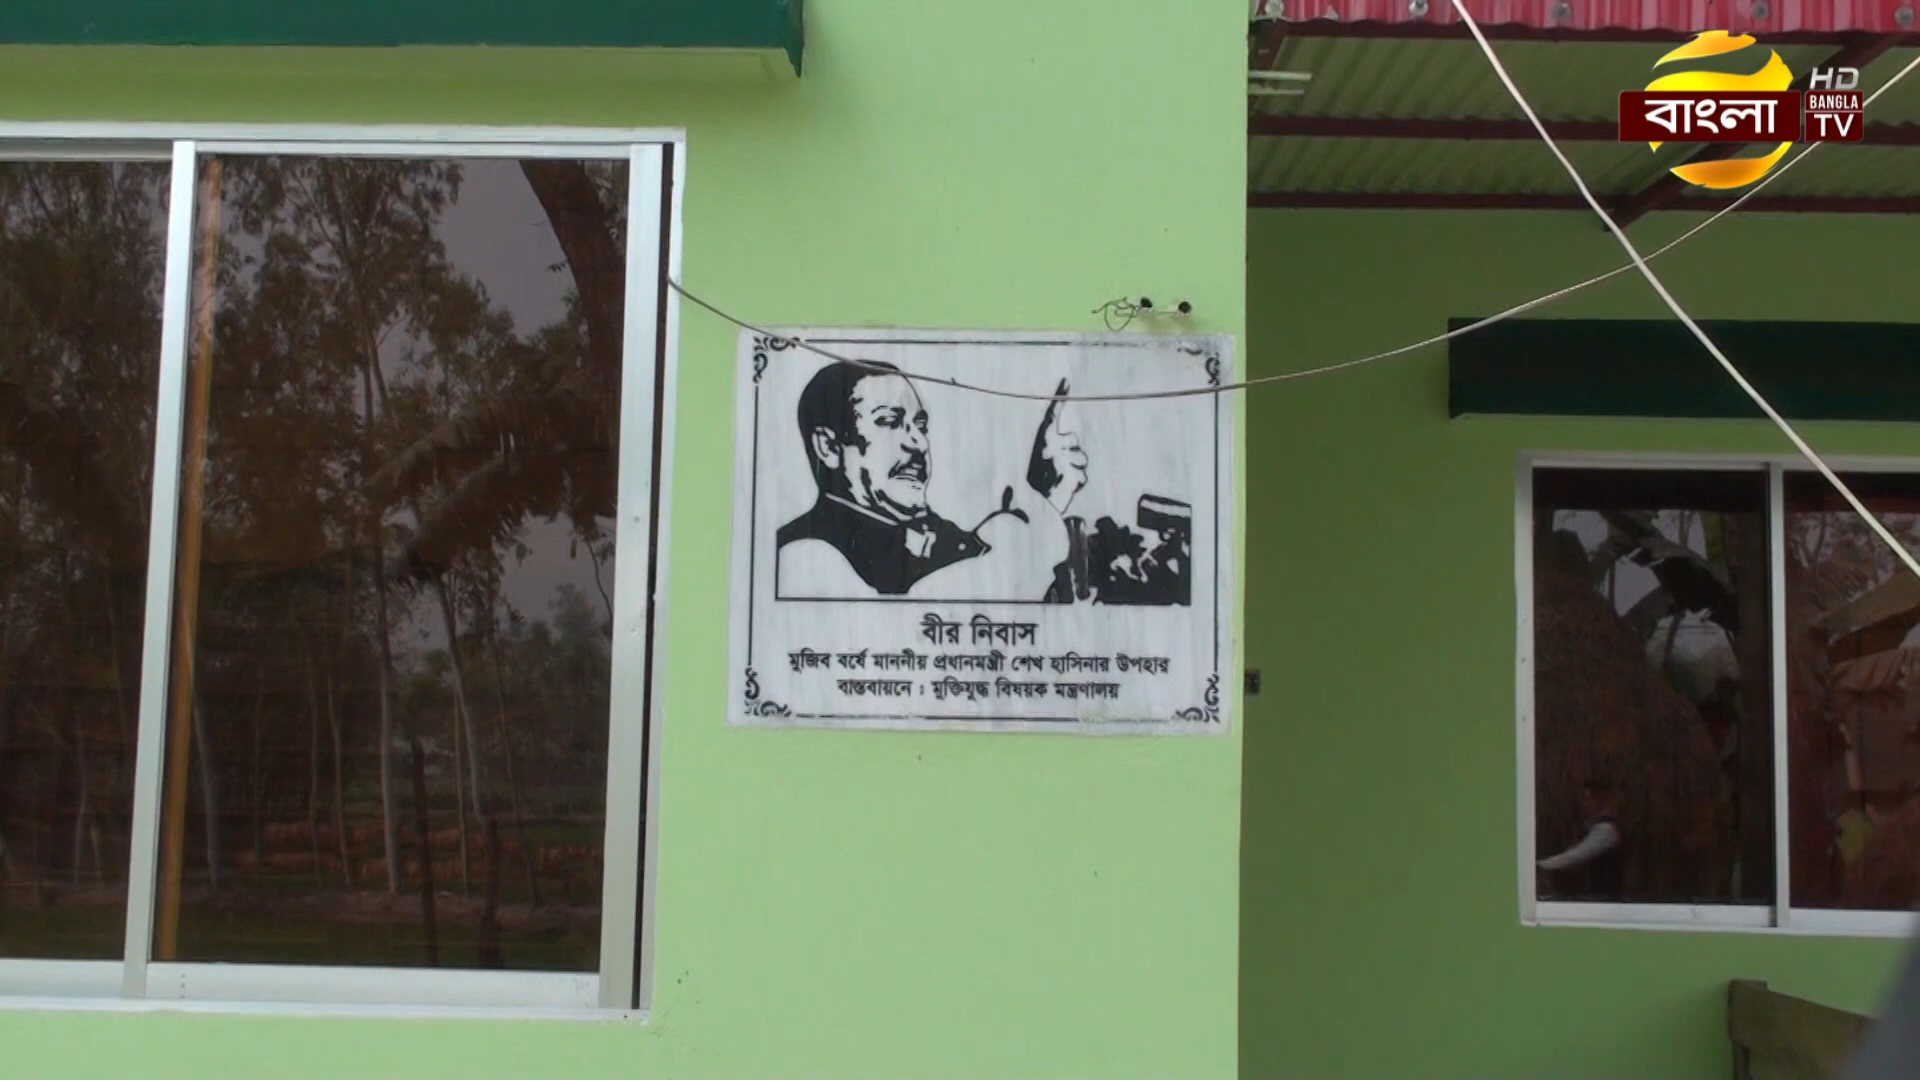 বাংলা
HD
BANGLA
TV
বীর নিবাস
মুজিব বর্ষে মাননীয় প্রধানমন্ত্রী শেখ হাসিনার উপহার
বাস্তবায়নে : মুক্তিযুদ্ধ বিষয়ক মন্ত্রণালয়